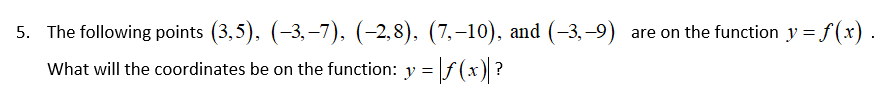 5. The following points (3,5), (−3,−7), (−2,8), (7,−10), and (−3,−9) are on the function y = f(x) .
What will the coordinates be on the function: y = |f(x)| ?